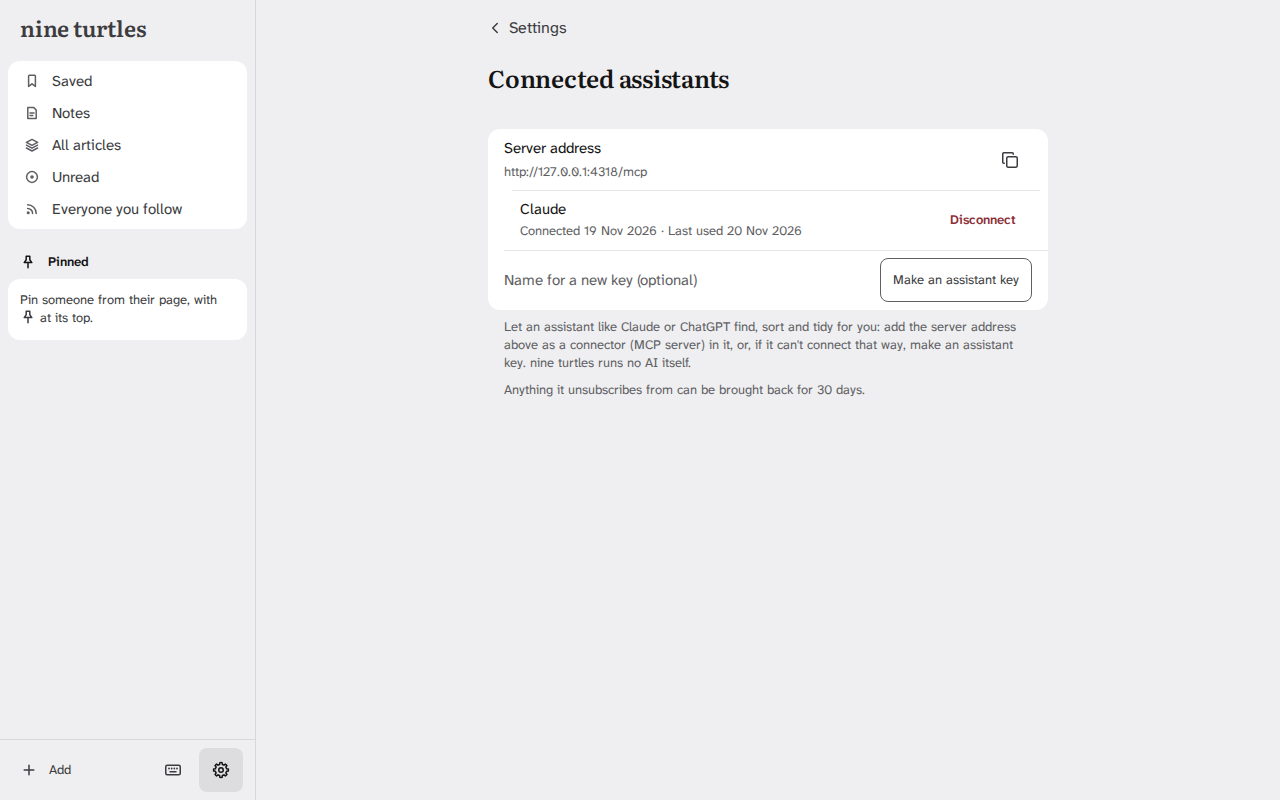 nine turtles
Saved
Notes
All articles
Unread
Everyone you follow
Pinned
Pin someone from their page, with
at its top.
Add
Settings
Connected assistants
Server address
http://127.0.0.1:4318/mcp
Claude
Connected 19 Nov 2026 · Last used 20 Nov 2026
Disconnect
Name for a new key (optional)
Make an assistant key
Let an assistant like Claude or ChatGPT find, sort and tidy for you: add the server address
above as a connector (MCP server) in it, or, if it can't connect that way, make an assistant
key. nine turtles runs no AI itself.
Anything it unsubscribes from can be brought back for 30 days.